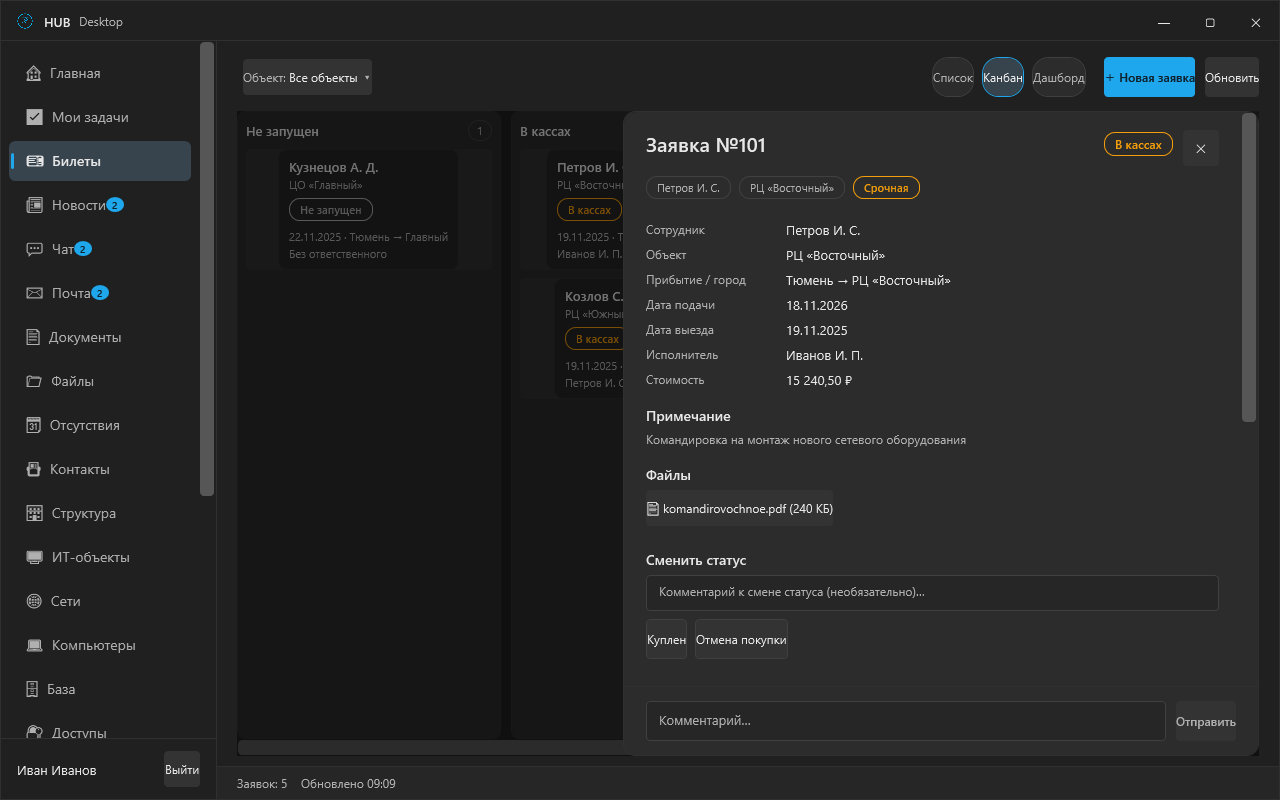 HUB Desktop
Главная
Мои задачи
Билеты
Новости 2
Чат 2
Почта 2
Документы
Файлы
31 Отсутствия
Контакты
Структура
ИТ-объекты
Сети
Компьютеры
База
Доступы
Иван Иванов
Выйти
Объект: Все объекты
Список
Канбан
Дашборд
+ Новая заявка
Обновить
Не запущен 1
Кузнецов А. Д.
ЦО «Главный»
Не запущен
22.11.2025 · Тюмень → Главный
Без ответственного
В кассах
Петров И.
РЦ «Восточн
В кассах
19.11.2025 · Т
Иванов И. П.
Козлов С.
РЦ «Южны
В кассах
19.11.2025 ·
Петров И. С
Заявка №101
В кассах
Петров И. С.
РЦ «Восточный»
Срочная
Сотрудник Петров И. С.
Объект РЦ «Восточный»
Прибытие / город Тюмень → РЦ «Восточный»
Дата подачи 18.11.2026
Дата выезда 19.11.2025
Исполнитель Иванов И. П.
Стоимость 15 240,50 ₽
Примечание
Командировка на монтаж нового сетевого оборудования
Файлы
komandirovochnoe.pdf (240 КБ)
Сменить статус
Комментарий к смене статуса (необязательно)...
Куплен
Отмена покупки
Комментарий...
Отправить
Заявок: 5 Обновлено 09:09